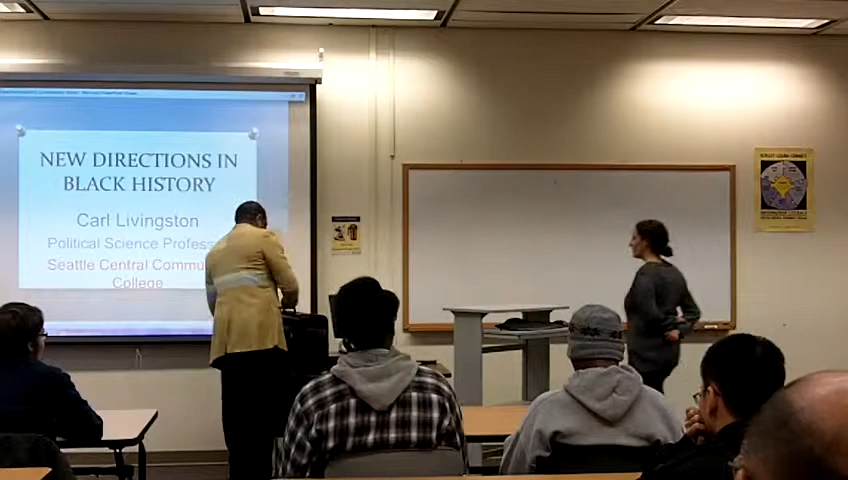 NEW DIRECTIONS IN
BLACK HISTORY
Carl Livingston
Political Science Profess
Seattle Central Commu
College